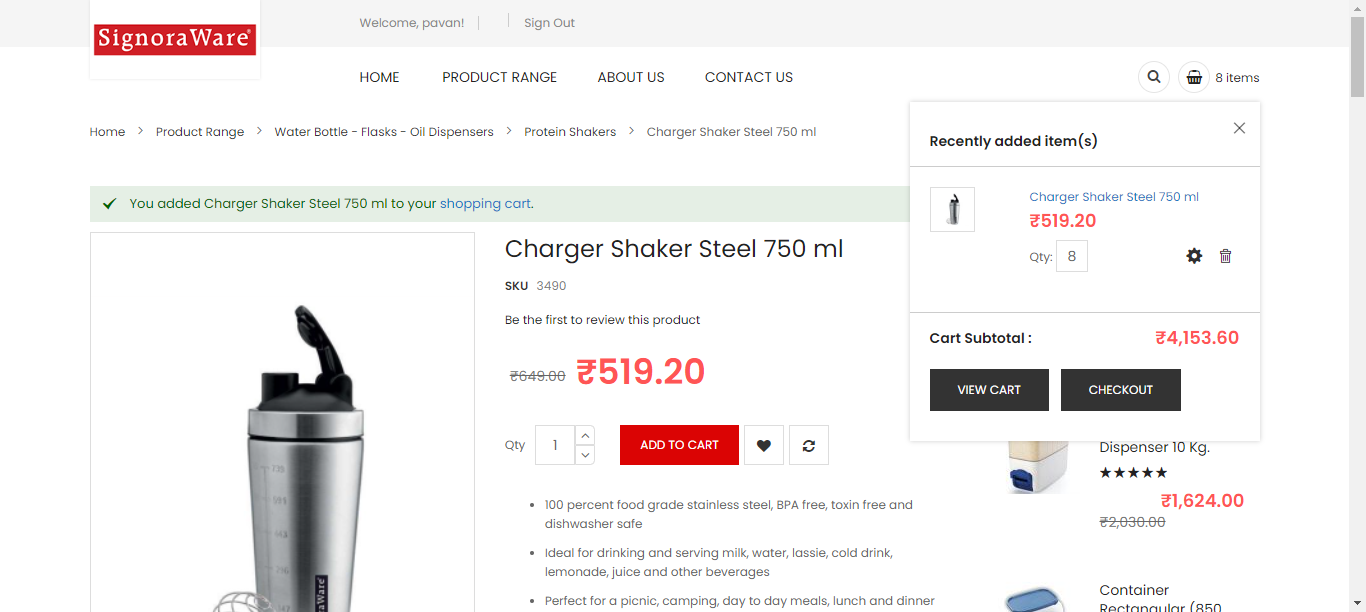 SignoraWare®
Welcome, pavan!
Sign Out
HOME
PRODUCT RANGE
ABOUT US
CONTACT US
8 items
Home > Product Range > Water Bottle - Flasks - Oil Dispensers > Protein Shakers > Charger Shaker Steel 750 ml
Recently added item(s)
Charger Shaker Steel 750 ml
₹519.20
Qty: 8
Cart Subtotal :
₹4,153.60
VIEW CART
CHECKOUT
You added Charger Shaker Steel 750 ml to your shopping cart.
Charger Shaker Steel 750 ml
SKU 3490
Be the first to review this product
₹649.00 ₹519.20
Qty 1
ADD TO CART
100 percent food grade stainless steel, BPA free, toxin free and
dishwasher safe
Ideal for drinking and serving milk, water, lassie, cold drink,
lemonade, juice and other beverages
Perfect for a picnic, camping, day to day meals, lunch and dinner
Dispenser 10 Kg.
₹1,624.00
₹2,030.00
Container
Rectangular (850